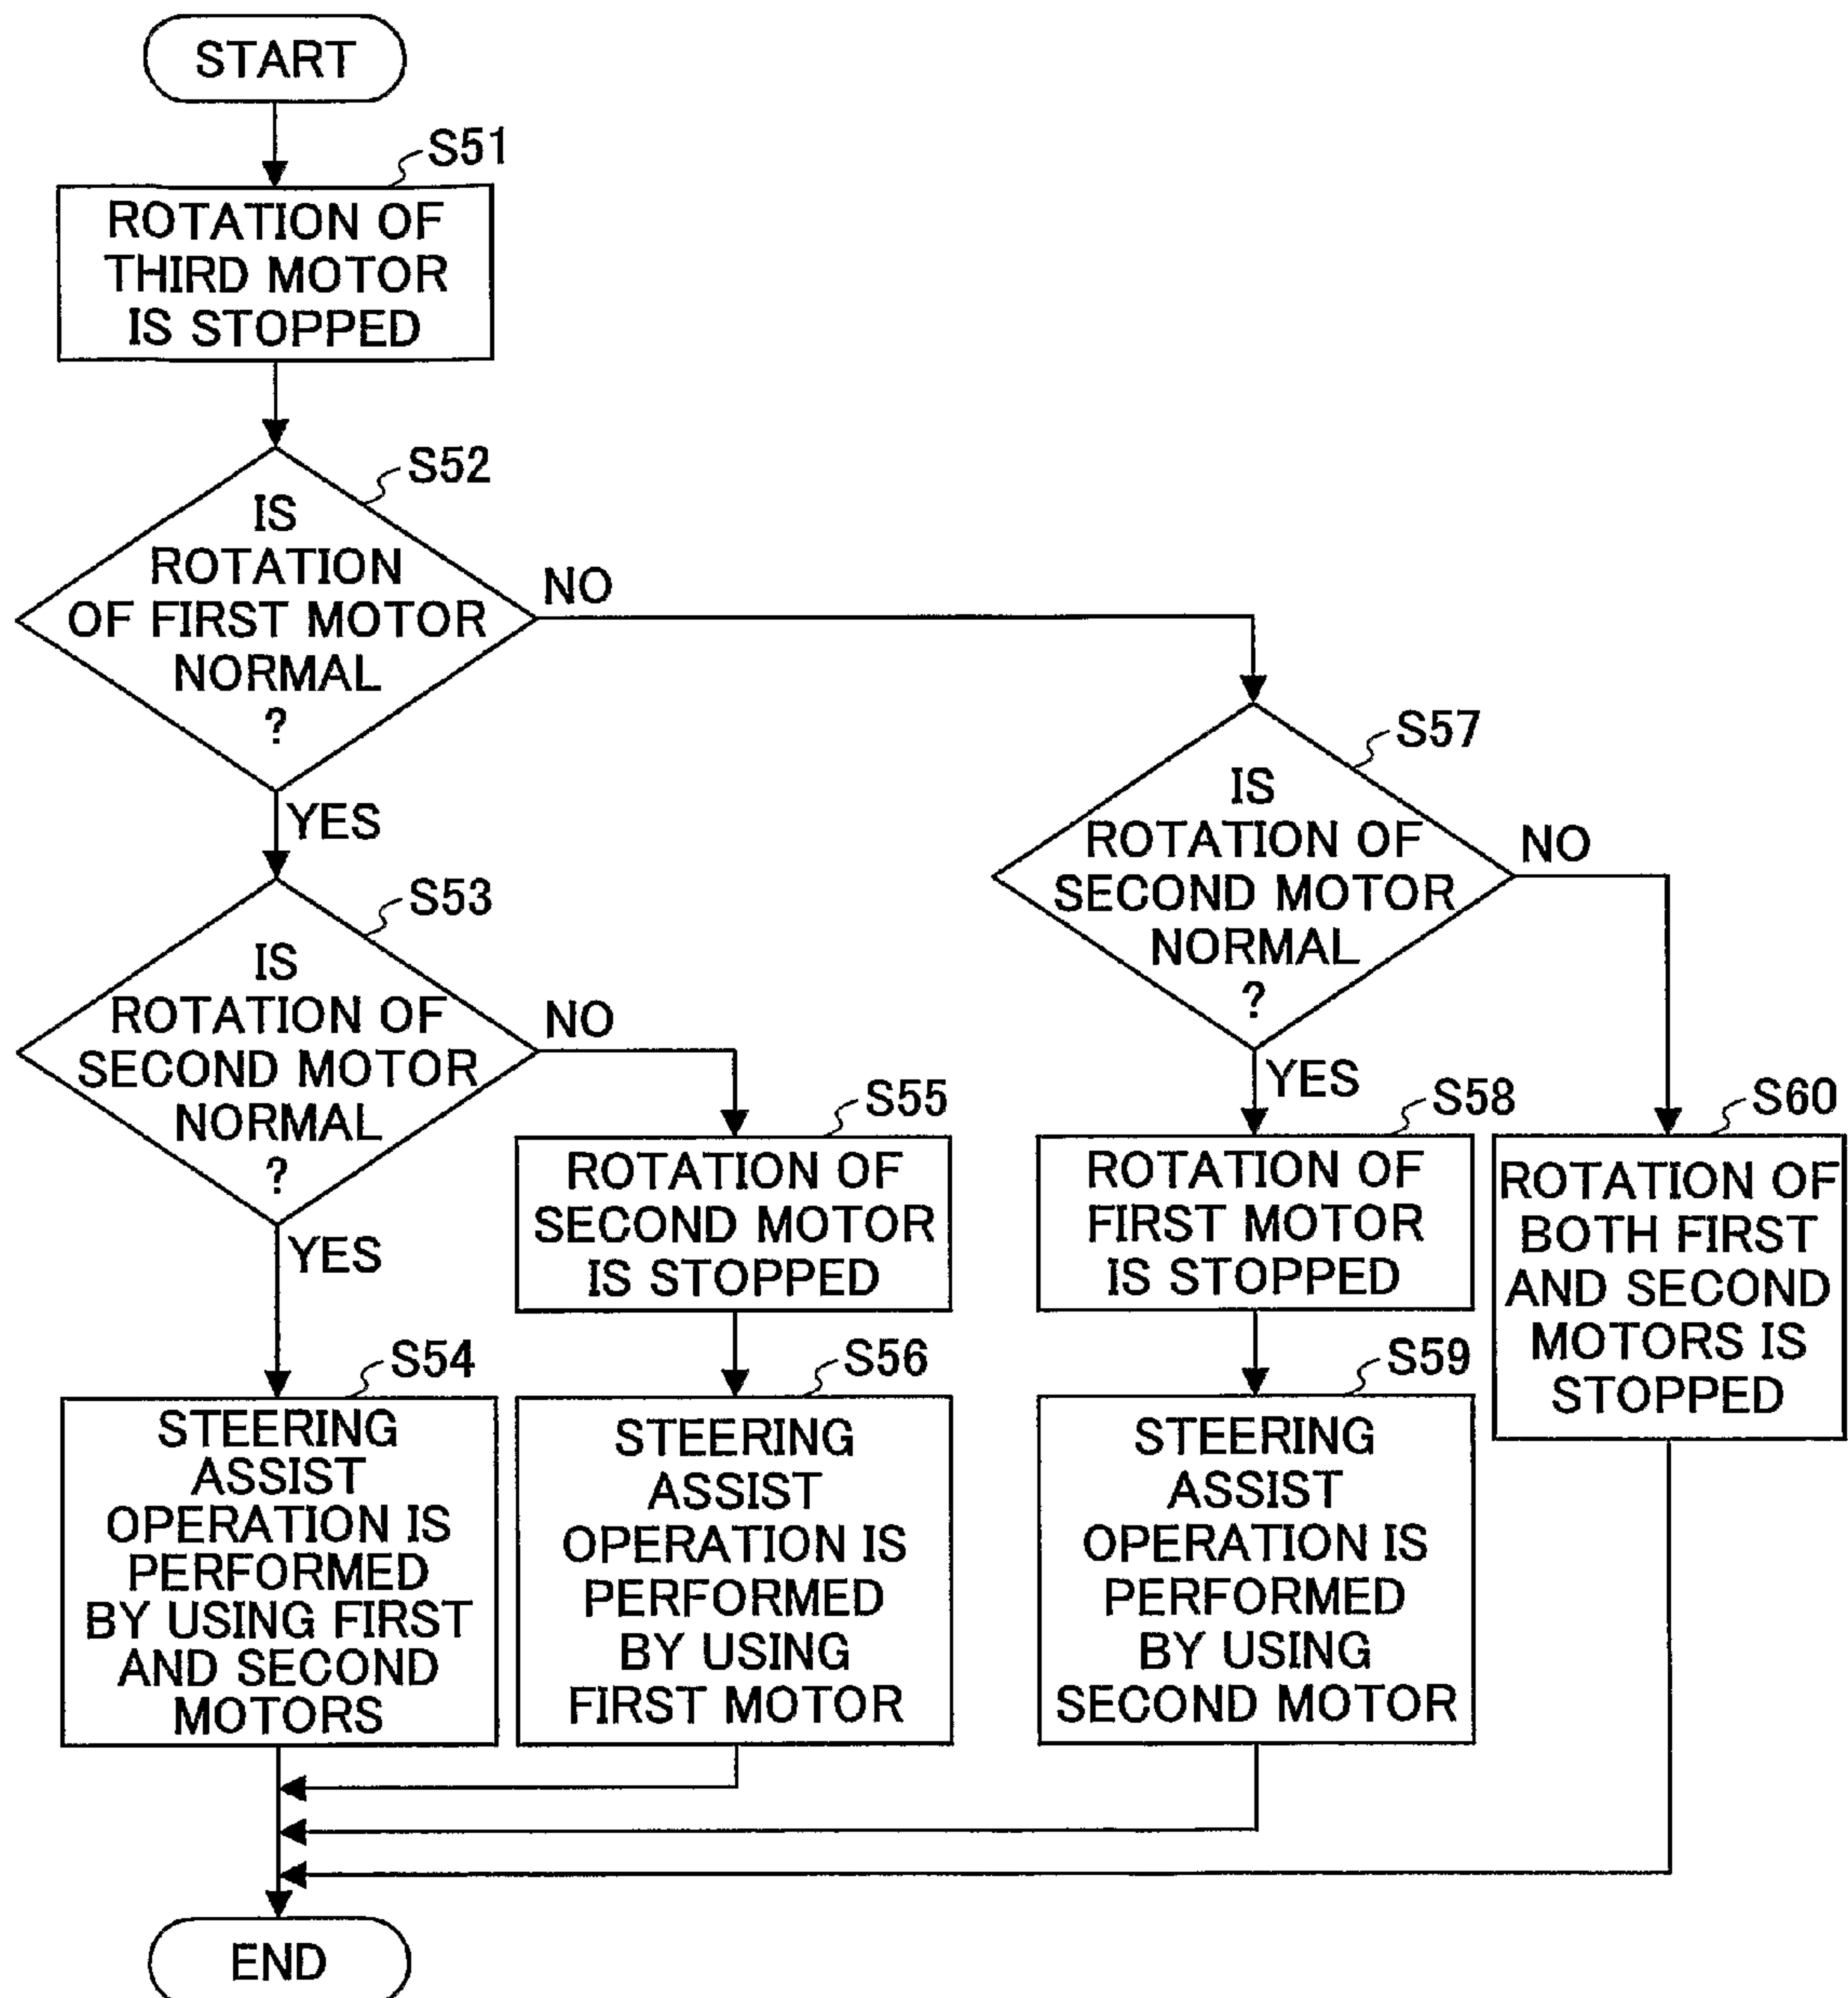 START
S51
ROTATION OF
THIRD MOTOR
IS STOPPED
S52
IS
ROTATION
OF FIRST MOTOR
NORMAL
?
NO
YES
S53
IS
ROTATION OF
SECOND MOTOR
NORMAL
?
NO
YES
S54
STEERING
ASSIST
OPERATION IS
PERFORMED
BY USING FIRST
AND SECOND
MOTORS
S55
ROTATION OF
SECOND MOTOR
IS STOPPED
S56
STEERING
ASSIST
OPERATION IS
PERFORMED
BY USING
FIRST MOTOR
S57
IS
ROTATION OF
SECOND MOTOR
NORMAL
?
NO
YES
S58
ROTATION OF
FIRST MOTOR
IS STOPPED
S59
STEERING
ASSIST
OPERATION IS
PERFORMED
BY USING
SECOND MOTOR
S60
ROTATION OF
BOTH FIRST
AND SECOND
MOTORS IS
STOPPED
END